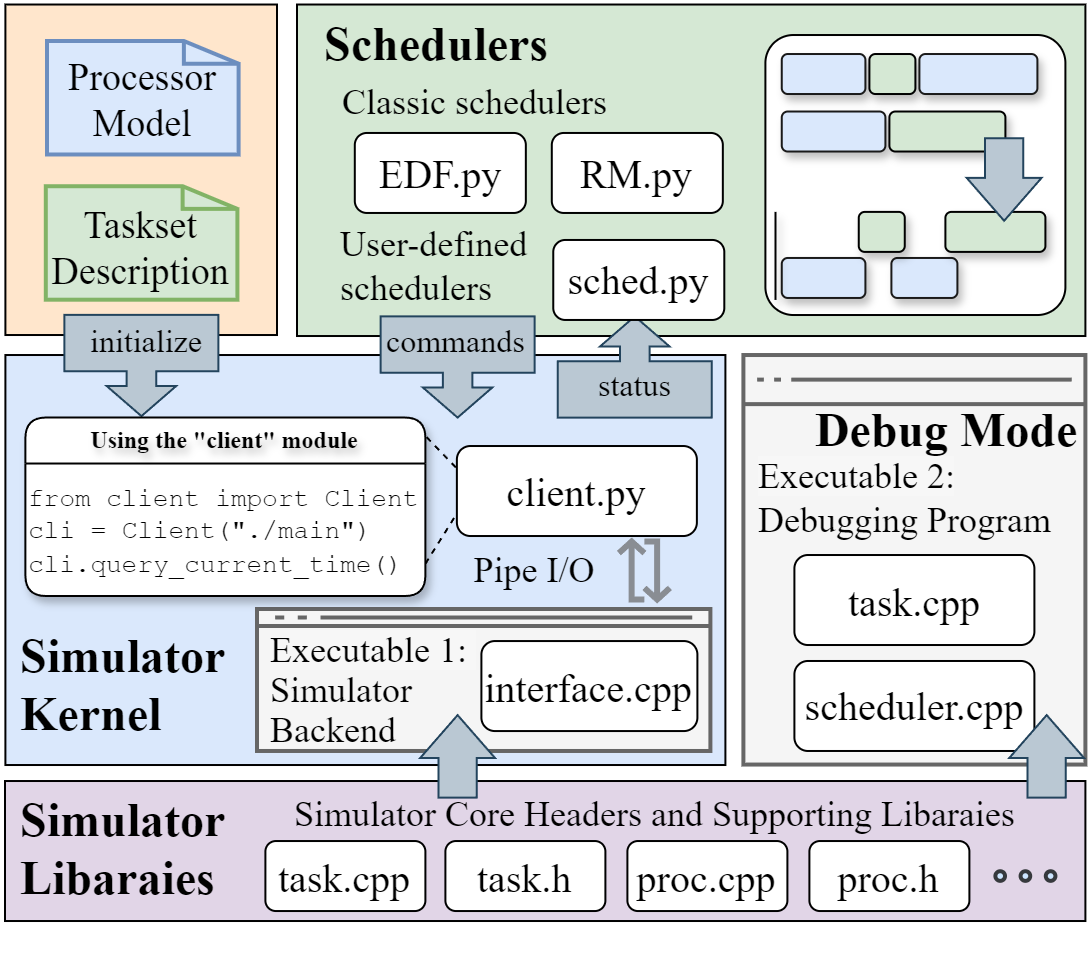 Processor
Model
Taskset
Description
initialize
Schedulers
Classic schedulers
EDF.py
RM.py
User-defined
schedulers
sched.py
commands
status
Using the "client" module
from client import Client
cli = Client("./main")
cli.query_current_time()
client.py
Pipe I/O
Simulator
Kernel
Executable 1:
Simulator
Backend
interface.cpp
Debug Mode
Executable 2:
Debugging Program
task.cpp
scheduler.cpp
Simulator
Libaraies
Simulator Core Headers and Supporting Libaraies
task.cpp
task.h
proc.cpp
proc.h